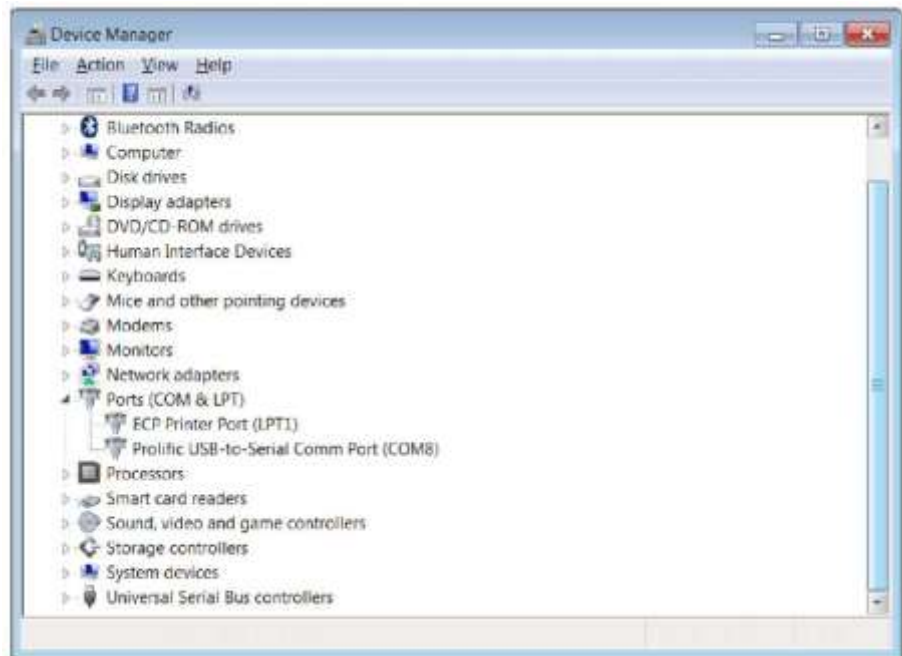 Device Manager
File Action View Help
Bluetooth Radios
Computer
Disk drives
Display adapters
DVD/CD-ROM drives
Human Interface Devices
Keyboards
Mice and other pointing devices
Modems
Monitors
Network adapters
Ports (COM & LPT)
ECP Printer Port (LPT1)
Prolific USB-to-Serial Comm Port (COM8)
Processors
Smart card readers
Sound, video and game controllers
Storage controllers
System devices
Universal Serial Bus controllers